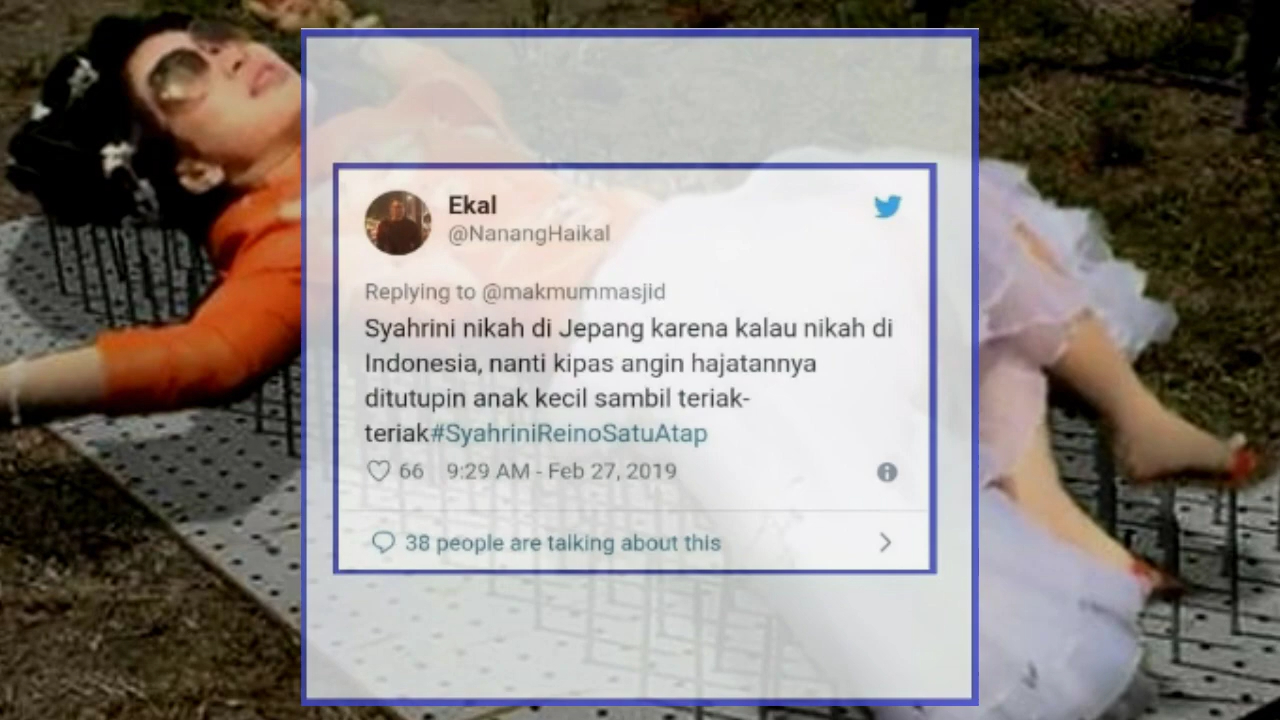 Ekal
@NanangHaikal
Replying to @makmummasjid
Syahrini nikah di Jepang karena kalau nikah di
Indonesia, nanti kipas angin hajatannya
ditutupin anak kecil sambil teriak-
teriak#SyahriniReinoSatuAtap
66 9:29 AM - Feb 27, 2019
38 people are talking about this